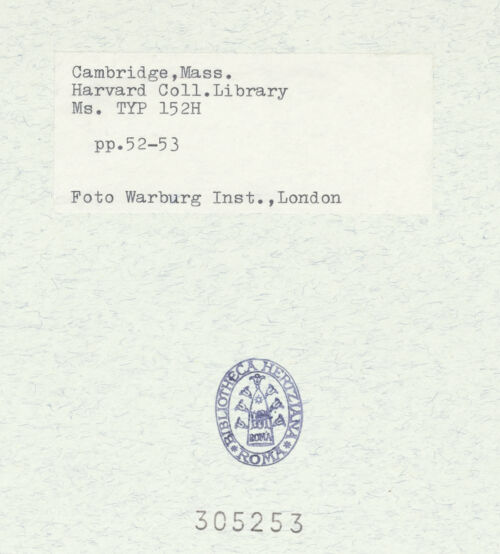 Cambridge,Mass.
Harvard Coll.Library
Ms. TYP 152H
pp.52-53
Foto Warburg Inst.,London
BIBLIOTHECA HERTZIANA
ROMA
ROMA
305253